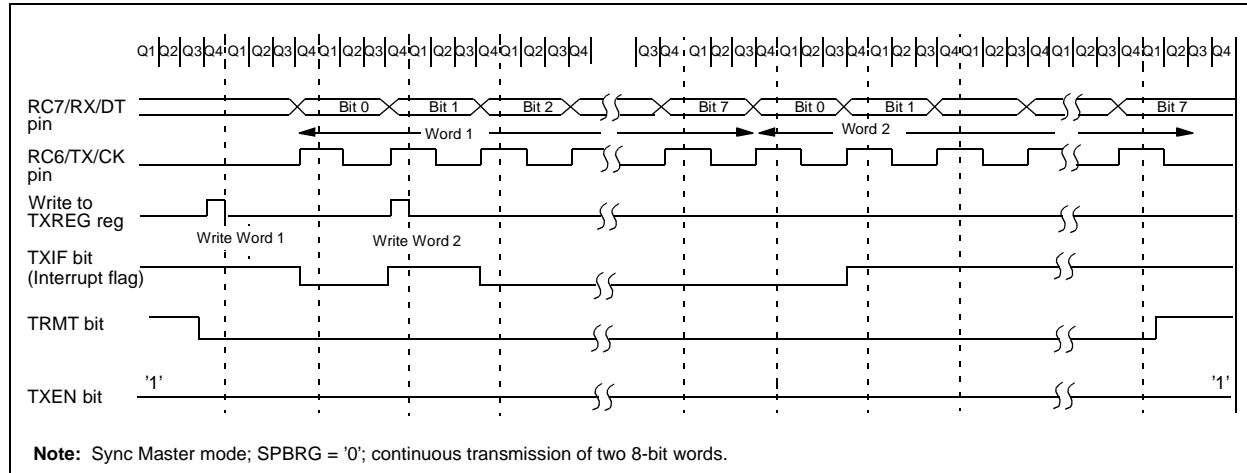 Q1 Q2 Q3 Q4 Q1 Q2 Q3 Q4 Q1 Q2 Q3 Q4 Q1 Q2 Q3 Q4 Q1 Q2 Q3 Q4 Q3 Q4 Q1 Q2 Q3 Q4 Q1 Q2 Q3 Q4 Q1 Q2 Q3 Q4 Q1 Q2 Q3 Q4 Q1 Q2 Q3 Q4 Q1 Q2 Q3 Q4
RC7/RX/DT
pin
Bit 0 Bit 1 Bit 2 Bit 7 Bit 0 Bit 1 Bit 7
Word 1 Word 2
RC6/TX/CK
pin
Write to
TXREG reg
Write Word 1 Write Word 2
TXIF bit
(Interrupt flag)
TRMT bit
'1' '1'
TXEN bit
Note: Sync Master mode; SPBRG = '0'; continuous transmission of two 8-bit words.